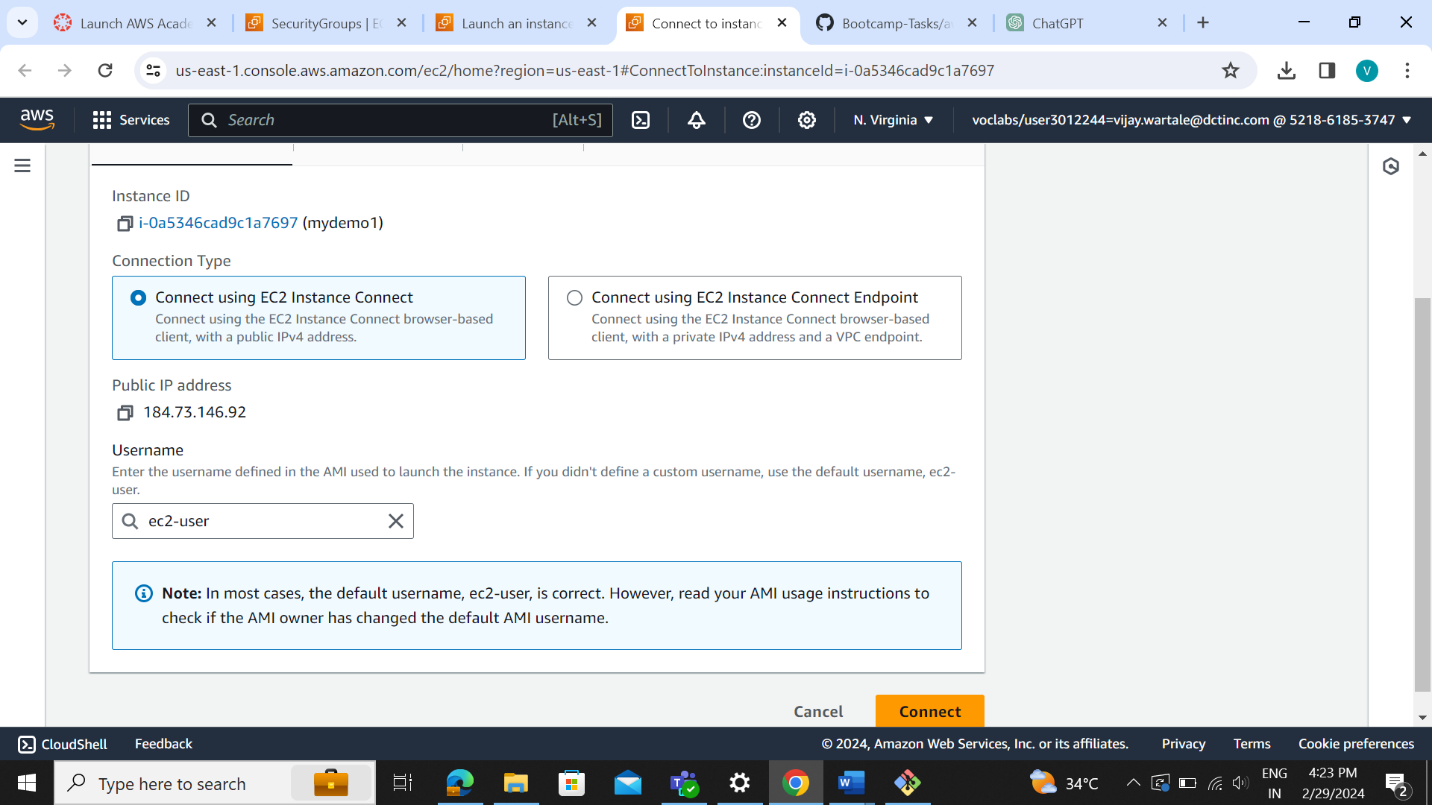 Launch AWS Acade
SecurityGroups | EC
Launch an instance
Connect to instanc
Bootcamp-Tasks/a
ChatGPT
us-east-1.console.aws.amazon.com/ec2/home?region=us-east-1#ConnectToInstance:instanceId=i-0a5346cad9c1a7697
V
aws
Services
Search
[Alt+S]
N. Virginia
voclabs/user3012244=vijay.wartale@dctinc.com @ 5218-6185-3747
Instance ID
i-0a5346cad9c1a7697 (mydemo1)
Connection Type
Connect using EC2 Instance Connect
Connect using the EC2 Instance Connect browser-based
client, with a public IPv4 address.
Connect using EC2 Instance Connect Endpoint
Connect using the EC2 Instance Connect browser-based
client, with a private IPv4 address and a VPC endpoint.
Public IP address
184.73.146.92
Username
Enter the username defined in the AMI used to launch the instance. If you didn't define a custom username, use the default username, ec2-
user.
ec2-user
Note: In most cases, the default username, ec2-user, is correct. However, read your AMI usage instructions to
check if the AMI owner has changed the default AMI username.
Cancel
Connect
CloudShell
Feedback
© 2024, Amazon Web Services, Inc. or its affiliates.
Privacy
Terms
Cookie preferences
Type here to search
34°C
ENG
IN
4:23 PM
2/29/2024
2